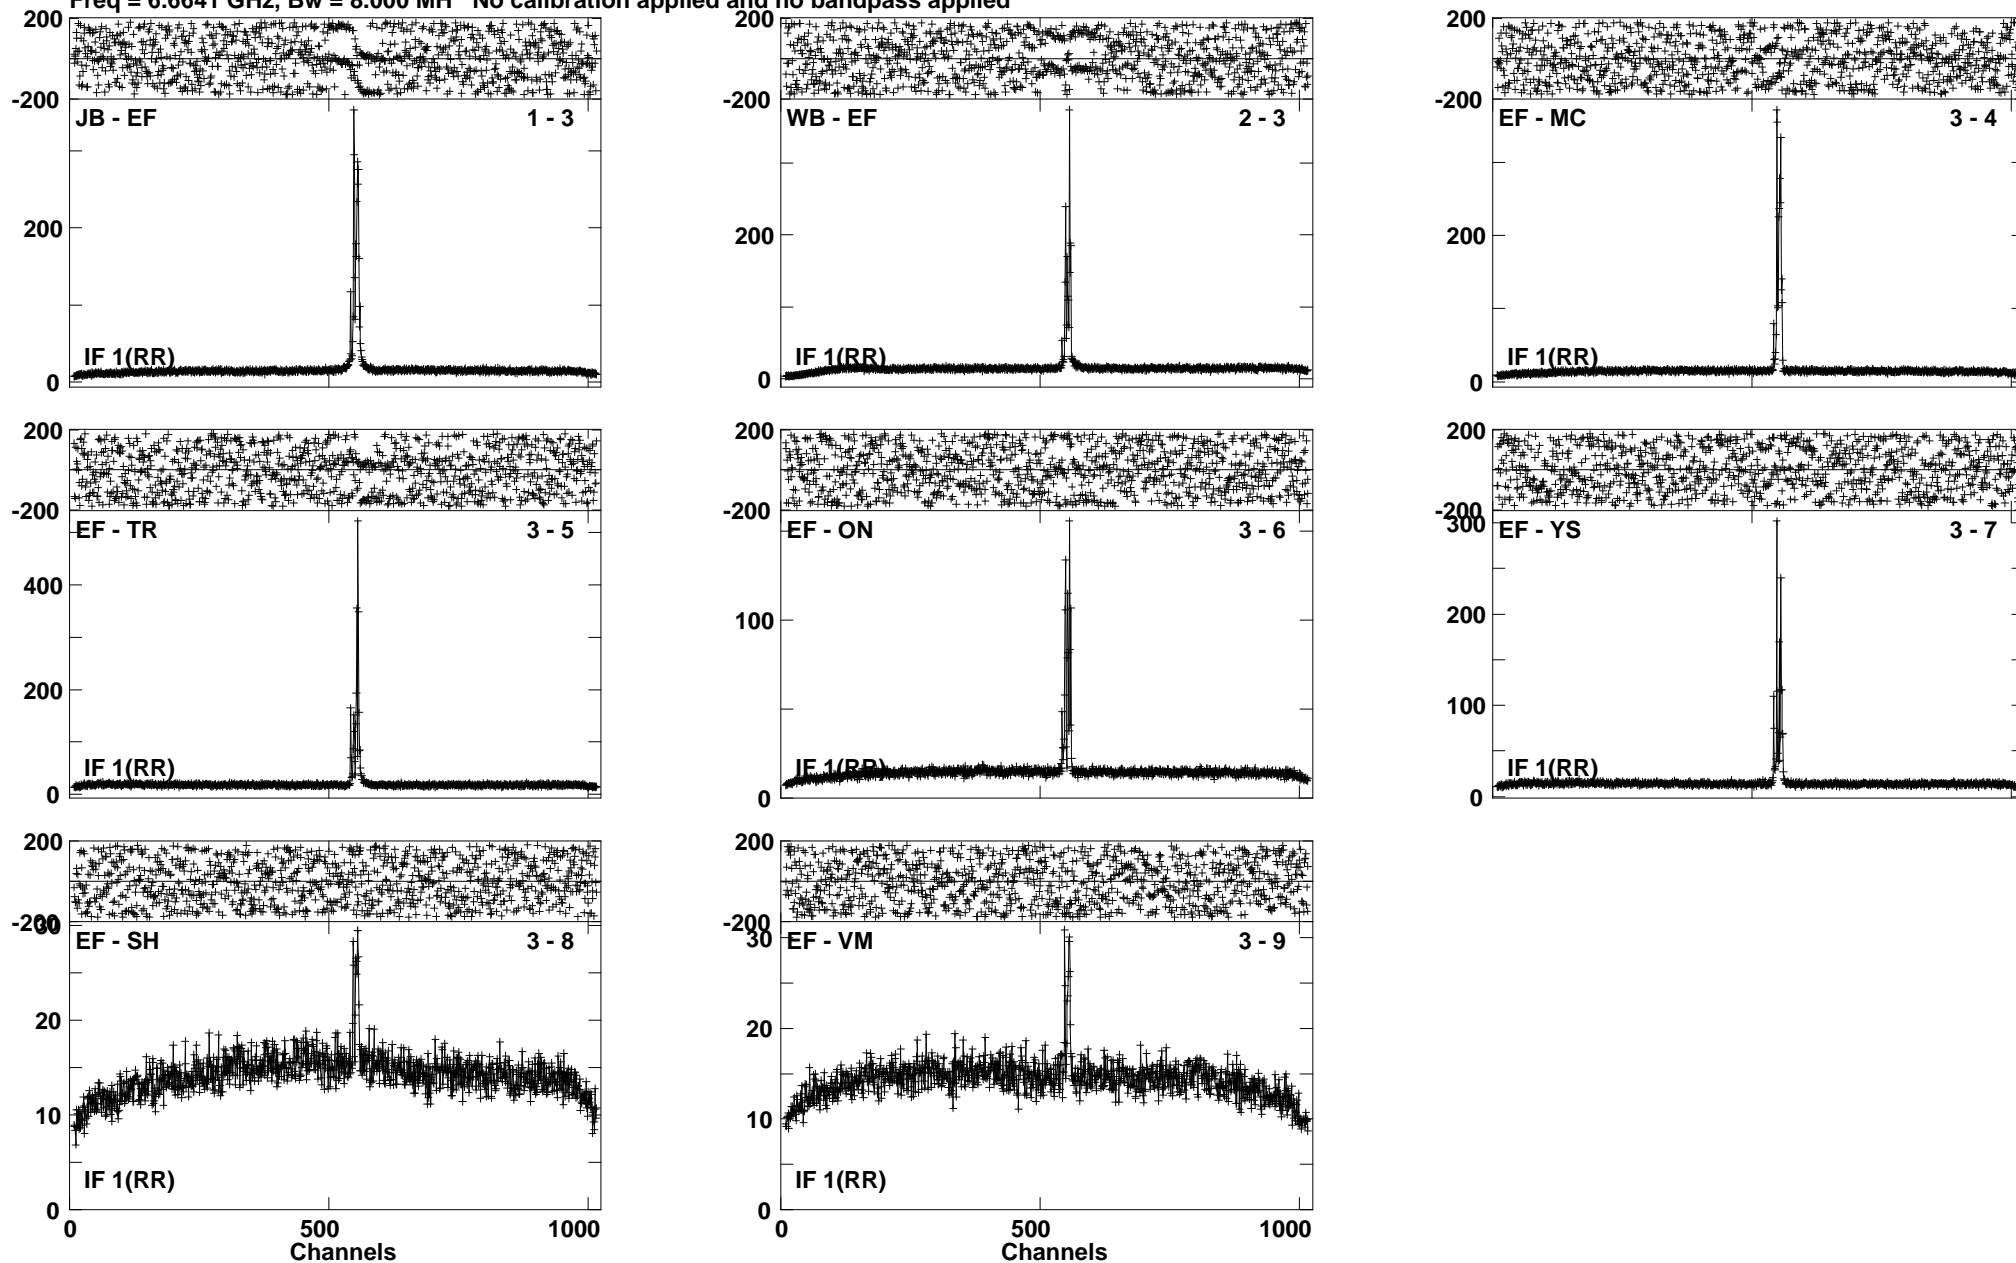 Freq = 6.6641 GHz, Bw = 8.000 MH No calibration applied and no bandpass applied
200
-200
JB - EF 1 - 3
200
IF 1(RR)
0
200
-200
WB - EF 2 - 3
200
IF 1(RR)
0
200
-200
EF - MC 3 - 4
200
IF 1(RR)
0
200
-200
EF - TR 3 - 5
400
200
IF 1(RR)
0
200
-200
EF - ON 3 - 6
100
IF 1(RR)
0
200
-200
300
EF - YS 3 - 7
200
100
IF 1(RR)
0
200
-200
30
EF - SH 3 - 8
20
10
IF 1(RR)
0
0 500 1000
Channels
200
-200
30
EF - VM 3 - 9
20
10
IF 1(RR)
0
0 500 1000
Channels